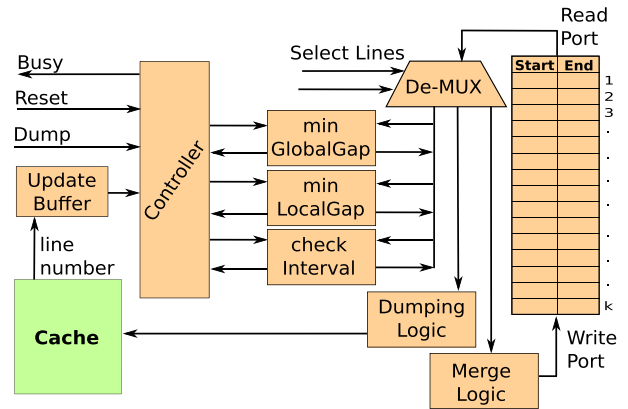 Read
Port
Select Lines
Busy
Start End
De-MUX
1
Reset
2
min
GlobalGap
3
Dump
.
Controller
.
Update
Buffer
.
min
LocalGap
.
line
number
check
Interval
.
.
Dumping
Logic
k
Cache
Write
Port
Merge
Logic